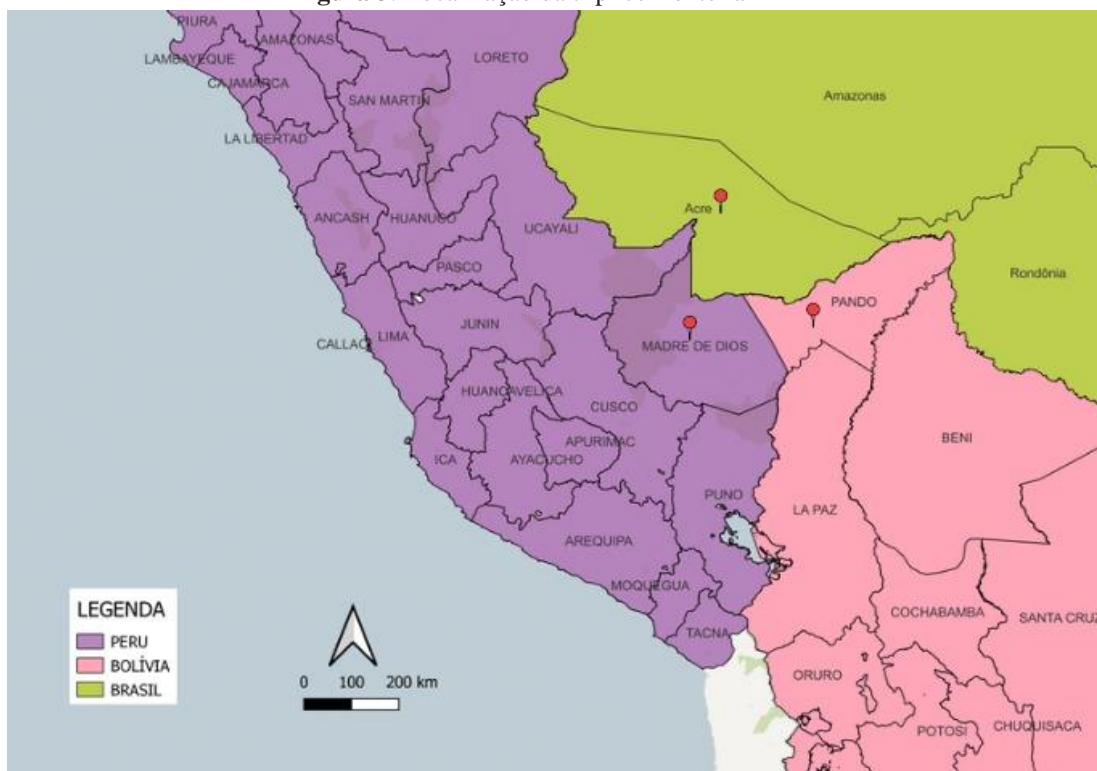 PIURA
AMAZONAS
LORETO
LAMBAYEQUE
CAJAMARCA
SAN MARTIN
Amazonas
LA LIBERTAD
Acre
ANCASH
HUANUCO
UCAYALI
PASCO
Rondônia
PANDO
JUNIN
CALLAO
LIMA
MADRE DE DIOS
HUANCAVELICA
CUSCO
APURIMAC
BENI
ICA
AYACUCHO
PUNO
LA PAZ
AREQUIPA
MOQUEGUA
COCHABAMBA
SANTA CRUZ
TACNA
ORURO
POTOSI
CHUQUISACA
LEGENDA
PERU
BOLÍVIA
BRASIL
0 100 200 km